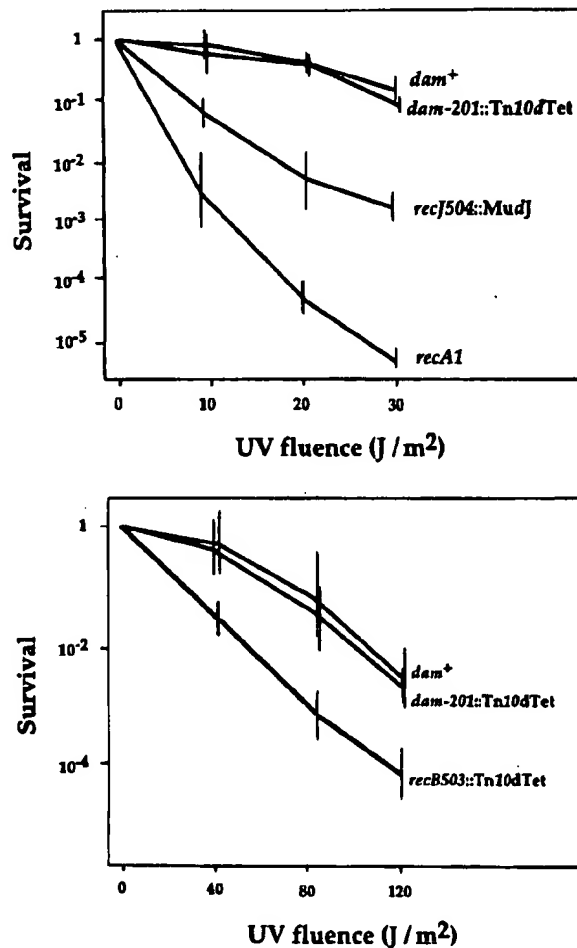 Survival
1
10-1
10-2
10-3
10-4
10-5
dam+
dam-201::Tn10dTet
recJ504::MudJ
recA1
0 10 20 30
UV fluence (J / m2)
Survival
1
10-2
10-4
dam+
dam-201::Tn10dTet
recB503::Tn10dTet
0 40 80 120
UV fluence (J / m2)